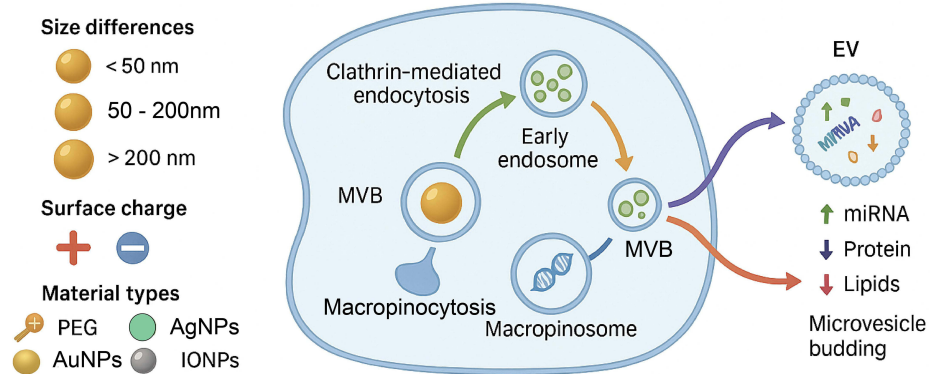 Size differences
< 50 nm
50 - 200nm
> 200 nm
Surface charge
Material types
PEG
AgNPs
AuNPs
IONPs
Clathrin-mediated
endocytosis
Early
endosome
MVB
MVB
Macropinocytosis
Macropinosome
EV
miRNA
Protein
Lipids
Microvesicle
budding